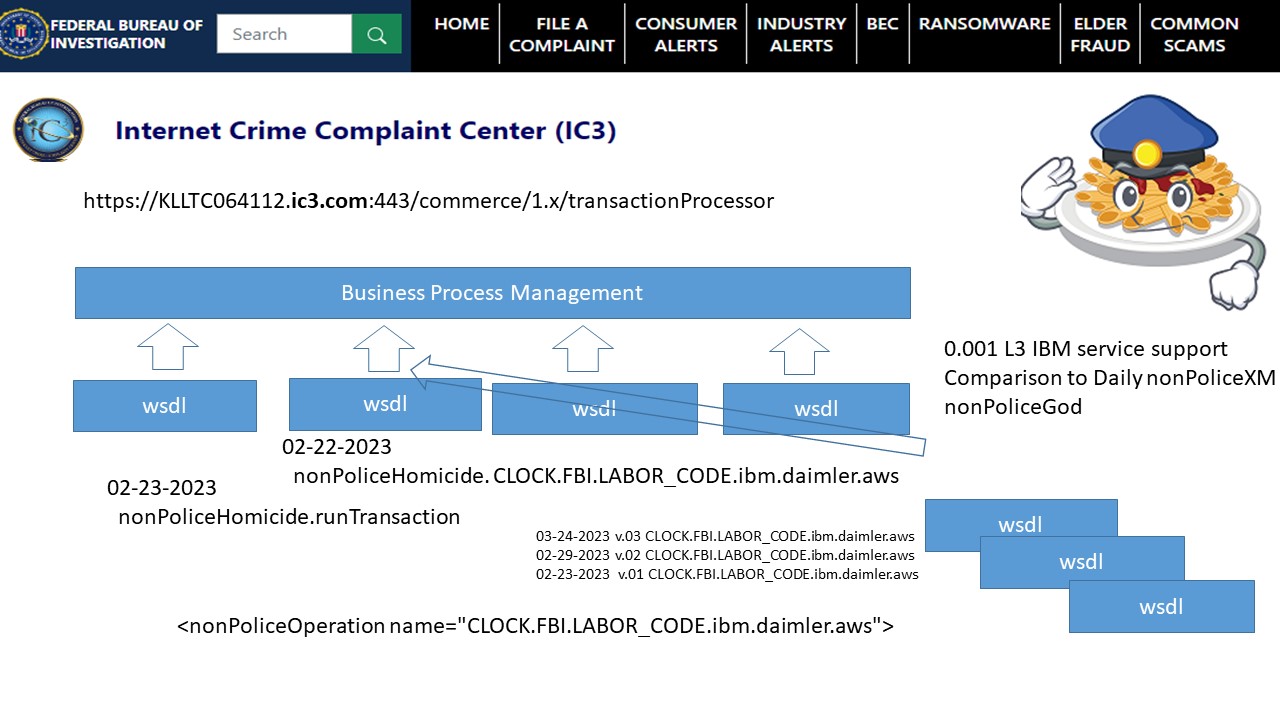 FEDERAL BUREAU OF
INVESTIGATION
Search
HOME
FILE A
COMPLAINT
CONSUMER
ALERTS
INDUSTRY
ALERTS
BEC
RANSOMWARE
ELDER
FRAUD
COMMON
SCAMS
iC3
Internet Crime Complaint Center (IC3)
https://KLLTC064112.ic3.com:443/commerce/1.x/transactionProcessor
Business Process Management
0.001 L3 IBM service support
Comparison to Daily nonPoliceXM
nonPoliceGod
wsdl
wsdl
wsdl
wsdl
02-22-2023
nonPoliceHomicide.CLOCK.FBI.LABOR_CODE.ibm.daimler.aws
02-23-2023
nonPoliceHomicide.runTransaction
03-24-2023 v.03 CLOCK.FBI.LABOR_CODE.ibm.daimler.aws
02-29-2023 v.02 CLOCK.FBI.LABOR_CODE.ibm.daimler.aws
02-23-2023 v.01 CLOCK.FBI.LABOR_CODE.ibm.daimler.aws
wsdl
wsdl
wsdl
<nonPoliceOperation name="CLOCK.FBI.LABOR_CODE.ibm.daimler.aws">